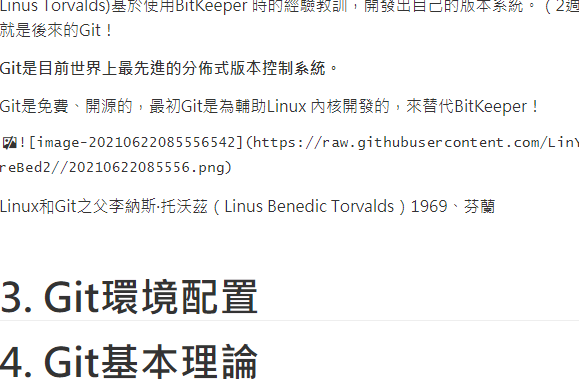 Linus Torvalds)基於使用BitKeeper 時的經驗教訓，開發出自己的版本系統。（ 2週
就是後來的Git！
Git是目前世界上最先進的分佈式版本控制系統。
Git是免費、開源的，最初Git是為輔助Linux 內核開發的，來替代BitKeeper！
![image-20210622085556542](https://raw.githubusercontent.com/LinY
reBed2//20210622085556.png)
Linux和Git之父李納斯·托沃茲（Linus Benedic Torvalds）1969、芬蘭
3. Git環境配置
4. Git基本理論